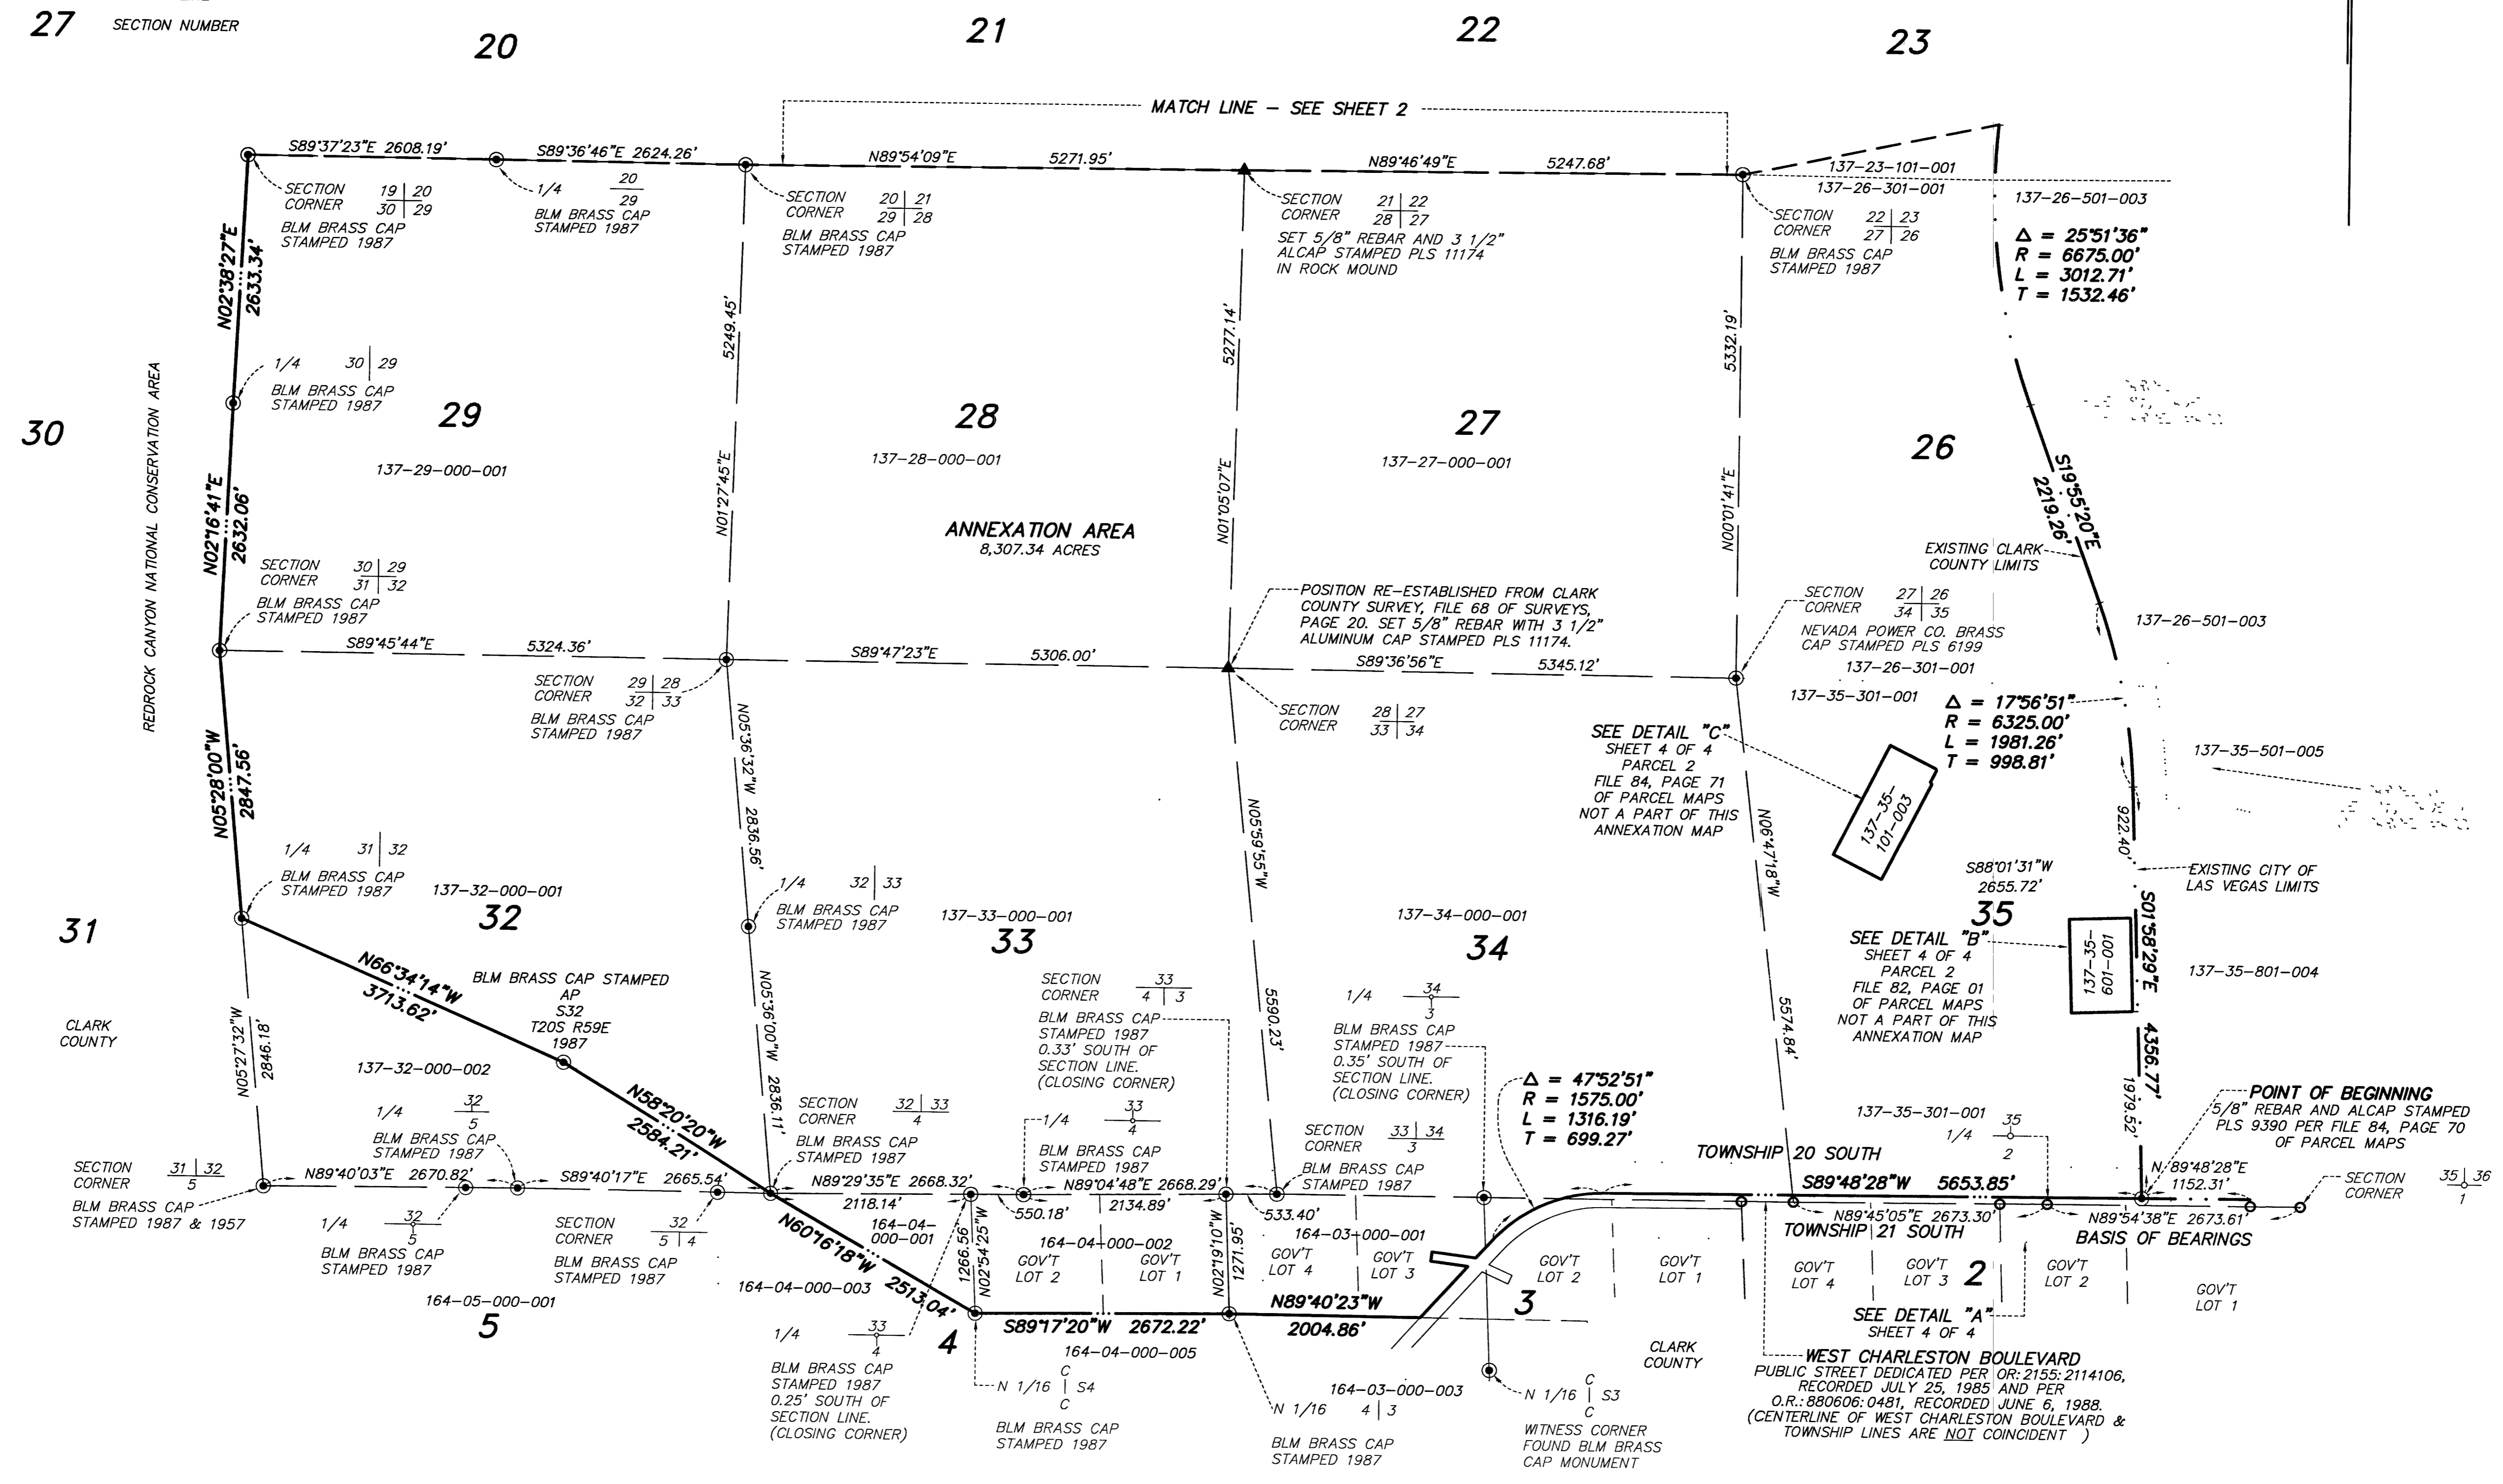 27 SECTION NUMBER
20
21
22
23
MATCH LINE – SEE SHEET 2
S89°37'23"E 2608.19'
S89°36'46"E 2624.26'
N89°54'09"E 5271.95'
N89°46'49"E 5247.68'
137-23-101-001
137-26-301-001
137-26-501-003
SECTION CORNER 19 20 30 29
BLM BRASS CAP
STAMPED 1987
1/4 20 29
BLM BRASS CAP
STAMPED 1987
SECTION CORNER 20 21 29 28
BLM BRASS CAP
STAMPED 1987
SECTION CORNER 21 22 28 27
SET 5/8" REBAR AND 3 1/2"
ALCAP STAMPED PLS 11174
IN ROCK MOUND
SECTION CORNER 22 23 27 26
BLM BRASS CAP
STAMPED 1987
Δ = 25°51'36"
R = 6675.00'
L = 3012.71'
T = 1532.46'
N02°38'27"E
2633.34'
5249.45'
5277.14'
5332.19'
1/4 30 29
BLM BRASS CAP
STAMPED 1987
REDROCK CANYON NATIONAL CONSERVATION AREA
30
29
28
27
26
137-29-000-001
137-28-000-001
137-27-000-001
N02°16'41"E
2632.06'
N01°27'45"E
N01°05'07"E
N00°01'41"E
S19°55'20"E
2219.26'
ANNEXATION AREA
8,307.34 ACRES
EXISTING CLARK
COUNTY LIMITS
SECTION CORNER 30 29 31 32
BLM BRASS CAP
STAMPED 1987
POSITION RE-ESTABLISHED FROM CLARK
COUNTY SURVEY, FILE 68 OF SURVEYS,
PAGE 20. SET 5/8" REBAR WITH 3 1/2"
ALUMINUM CAP STAMPED PLS 11174.
SECTION CORNER 27 26 34 35
NEVADA POWER CO. BRASS
CAP STAMPED PLS 6199
137-26-501-003
S89°45'44"E 5324.36'
S89°47'23"E 5306.00'
S89°36'56"E 5345.12'
137-26-301-001
137-35-301-001
SECTION CORNER 29 28 32 33
BLM BRASS CAP
STAMPED 1987
SECTION CORNER 28 27 33 34
Δ = 17°56'51"
R = 6325.00'
L = 1981.26'
T = 998.81'
SEE DETAIL "C"
SHEET 4 OF 4
PARCEL 2
FILE 84, PAGE 71
OF PARCEL MAPS
NOT A PART OF THIS
ANNEXATION MAP
137-35-
101-003
137-35-501-005
N05°28'00"W
2847.56'
N05°36'32"W 2836.56'
N05°59'55"W
N06°47'18"W
922.40'
1/4 31 32
BLM BRASS CAP
STAMPED 1987
137-32-000-001
1/4 32 33
BLM BRASS CAP
STAMPED 1987
EXISTING CITY OF
LAS VEGAS LIMITS
S88°01'31"W
2655.72'
31
32
137-33-000-001
33
137-34-000-001
34
35
SEE DETAIL "B"
SHEET 4 OF 4
PARCEL 2
FILE 82, PAGE 01
OF PARCEL MAPS
NOT A PART OF THIS
ANNEXATION MAP
137-35-
601-001
S01°58'29"E 4356.77'
137-35-801-004
N66°34'14"W
3713.62'
BLM BRASS CAP STAMPED
AP
S32
T20S R59E
1987
SECTION CORNER 33 4 3
BLM BRASS CAP
STAMPED 1987
0.33' SOUTH OF
SECTION LINE.
(CLOSING CORNER)
1/4 34 3
BLM BRASS CAP
STAMPED 1987
0.35' SOUTH OF
SECTION LINE.
(CLOSING CORNER)
5590.23'
5574.84'
CLARK
COUNTY
N05°27'32"W
2846.18'
137-32-000-002
N58°20'20"W
2584.21'
N05°36'00"W 2836.11'
Δ = 47°52'51"
R = 1575.00'
L = 1316.19'
T = 699.27'
1979.52'
POINT OF BEGINNING
5/8" REBAR AND ALCAP STAMPED
PLS 9390 PER FILE 84, PAGE 70
OF PARCEL MAPS
1/4 32 5
BLM BRASS CAP
STAMPED 1987
SECTION CORNER 32 33 4
BLM BRASS CAP
STAMPED 1987
1/4 33 4
BLM BRASS CAP
STAMPED 1987
SECTION CORNER 33 34 3
BLM BRASS CAP
STAMPED 1987
137-35-301-001
1/4 35 2
TOWNSHIP 20 SOUTH
SECTION CORNER 31 32 5
BLM BRASS CAP
STAMPED 1987 & 1957
N89°40'03"E 2670.82'
S89°40'17"E 2665.54'
N89°29'35"E 2668.32'
2118.14'
550.18'
N89°04'48"E 2668.29'
2134.89'
533.40'
S89°48'28"W 5653.85'
N89°48'28"E
1152.31'
SECTION CORNER 35 36 1
N89°45'05"E 2673.30'
N89°54'38"E 2673.61'
TOWNSHIP 21 SOUTH
BASIS OF BEARINGS
1/4 32 5
BLM BRASS CAP
STAMPED 1987
SECTION CORNER 32 5 4
BLM BRASS CAP
STAMPED 1987
N60°16'18"W 2513.04'
164-04-
000-001
1266.56'
N02°54'25"W
164-04-000-002
GOV'T
LOT 2
GOV'T
LOT 1
N02°19'10"W
1271.95'
164-03-000-001
GOV'T
LOT 4
GOV'T
LOT 3
GOV'T
LOT 2
GOV'T
LOT 1
GOV'T
LOT 4
GOV'T
LOT 3
2
GOV'T
LOT 2
GOV'T
LOT 1
164-05-000-001
5
164-04-000-003
4
3
S89°17'20"W 2672.22'
N89°40'23"W
2004.86'
SEE DETAIL "A"
SHEET 4 OF 4
1/4 33 4
BLM BRASS CAP
STAMPED 1987
0.25' SOUTH OF
SECTION LINE.
(CLOSING CORNER)
164-04-000-005
C
N 1/16 S4
C
BLM BRASS CAP
STAMPED 1987
164-03-000-003
N 1/16 4 3
BLM BRASS CAP
STAMPED 1987
C
N 1/16 S3
C
WITNESS CORNER
FOUND BLM BRASS
CAP MONUMENT
CLARK
COUNTY
WEST CHARLESTON BOULEVARD
PUBLIC STREET DEDICATED PER OR:2155:2114106,
RECORDED JULY 25, 1985 AND PER
O.R.:880606:0481, RECORDED JUNE 6, 1988.
(CENTERLINE OF WEST CHARLESTON BOULEVARD &
TOWNSHIP LINES ARE NOT COINCIDENT )